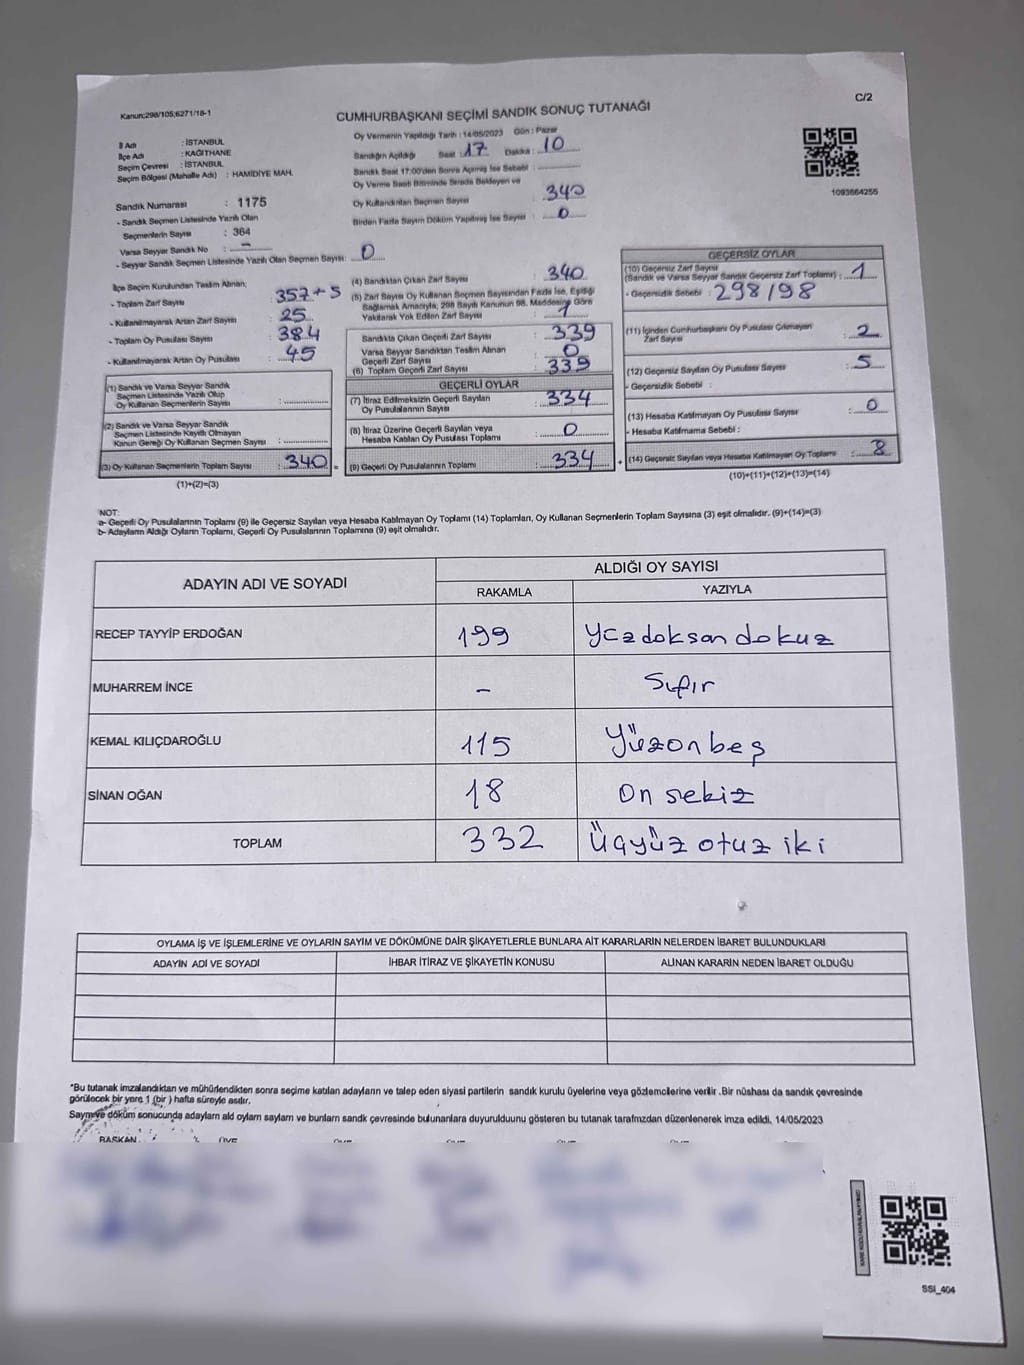 Kanun:298/105;6271/18-1
C/2
CUMHURBAŞKANI SEÇİMİ SANDIK SONUÇ TUTANAĞI
İl Adı : İSTANBUL
İlçe Adı : KAĞITHANE
Seçim Çevresi : İSTANBUL
Seçim Bölgesi (Mahalle Adı) : HAMİDİYE MAH.
Sandık Numarası : 1175
- Sandık Seçmen Listesinde Yazılı Olan
Seçmenlerin Sayısı : 364
Varsa Seyyar Sandık No : -
- Seyyar Sandık Seçmen Listesinde Yazılı Olan Seçmen Sayısı: 0
Oy Vermenin Yapıldığı Tarih : 14/05/2023 Gün : Pazar
Sandığın Açıldığı Saat : 17 Dakika : 10
Sandık Saat 17:00'den Sonra Açılmış İse Sebebi :
Oy Verme Saati Bitiminde Sırada Bekleyen ve
Oy Kullandırılan Seçmen Sayısı : 340
Birden Fazla Sayım Döküm Yapılmış İse Sayısı : 0
1093664256
İlçe Seçim Kurulundan Teslim Alınan;
- Toplam Zarf Sayısı : 357+5
- Kullanılmayarak Artan Zarf Sayısı : 25
- Toplam Oy Pusulası Sayısı : 384
- Kullanılmayarak Artan Oy Pusulası : 45
(1) Sandık ve Varsa Seyyar Sandık
Seçmen Listesinde Yazılı Olup
Oy Kullanan Seçmenlerin Sayısı :
(2) Sandık ve Varsa Seyyar Sandık
Seçmen Listesinde Kayıtlı Olmayan
Kanun Gereği Oy Kullanan Seçmen Sayısı :
(3) Oy Kullanan Seçmenlerin Toplam Sayısı : 340 =
(1)+(2)=(3)
(4) Sandıktan Çıkan Zarf Sayısı : 340
(5) Zarf Sayısı Oy Kullanan Seçmen Sayısından Fazla İse, Eşitliği
Sağlamak Amacıyla; 298 Sayılı Kanunun 98. Maddesine Göre
Yakılarak Yok Edilen Zarf Sayısı : 1
Sandıkta Çıkan Geçerli Zarf Sayısı : 339
Varsa Seyyar Sandıktan Teslim Alınan
Geçerli Zarf Sayısı : 0
(6) Toplam Geçerli Zarf Sayısı : 339
GEÇERLİ OYLAR
(7) İtiraz Edilmeksizin Geçerli Sayılan
Oy Pusulalarının Sayısı : 334
(8) İtiraz Üzerine Geçerli Sayılan veya
Hesaba Katılan Oy Pusulası Toplamı : 0
(9) Geçerli Oy Pusulalarının Toplamı : 334 +
GEÇERSİZ OYLAR
(10) Geçersiz Zarf Sayısı
(Sandık ve Varsa Seyyar Sandık Geçersiz Zarf Toplamı) : 1
- Geçersizlik Sebebi : 298/98
(11) İçinden Cumhurbaşkanı Oy Pusulası Çıkmayan
Zarf Sayısı : 2
(12) Geçersiz Sayılan Oy Pusulası Sayısı : 5
- Geçersizlik Sebebi :
(13) Hesaba Katılmayan Oy Pusulası Sayısı : 0
- Hesaba Katılmama Sebebi :
(14) Geçersiz Sayılan veya Hesaba Katılmayan Oy Toplamı : 8
(10)+(11)+(12)+(13)=(14)
NOT:
a- Geçerli Oy Pusulalarının Toplamı (9) ile Geçersiz Sayılan veya Hesaba Katılmayan Oy Toplamı (14) Toplamları, Oy Kullanan Seçmenlerin Toplam Sayısına (3) eşit olmalıdır. (9)+(14)=(3)
b- Adayların Aldığı Oyların Toplamı, Geçerli Oy Pusulalarının Toplamına (9) eşit olmalıdır.
ADAYIN ADI VE SOYADI ALDIĞI OY SAYISI
RAKAMLA YAZIYLA
RECEP TAYYİP ERDOĞAN 199 yüzdoksan dokuz
MUHARREM İNCE - Sıfır
KEMAL KILIÇDAROĞLU 115 Yüzonbeş
SİNAN OĞAN 18 On sekiz
TOPLAM 332 Üçyüz otuz iki
OYLAMA İŞ VE İŞLEMLERİNE VE OYLARIN SAYIM VE DÖKÜMÜNE DAİR ŞİKAYETLERLE BUNLARA AİT KARARLARIN NELERDEN İBARET BULUNDUKLARI
ADAYIN ADI VE SOYADI İHBAR İTİRAZ VE ŞİKAYETİN KONUSU ALINAN KARARIN NEDEN İBARET OLDUĞU
*Bu tutanak imzalandıktan ve mühürlendikten sonra seçime katılan adayların ve talep eden siyasi partilerin sandık kurulu üyelerine veya gözlemcilerine verilir .Bir nüshası da sandık çevresinde
görülecek bir yere 1 (bir ) hafta süreyle asılır.
Sayım ve döküm sonucunda adayların ald oyların sayların ve bunların sandık çevresinde bulunanlara duyurulduunu gösteren bu tutanak tarafmzdan düzenlenerek imza edildi. 14/05/2023
BAŞKAN ÜYE
SSİ_404